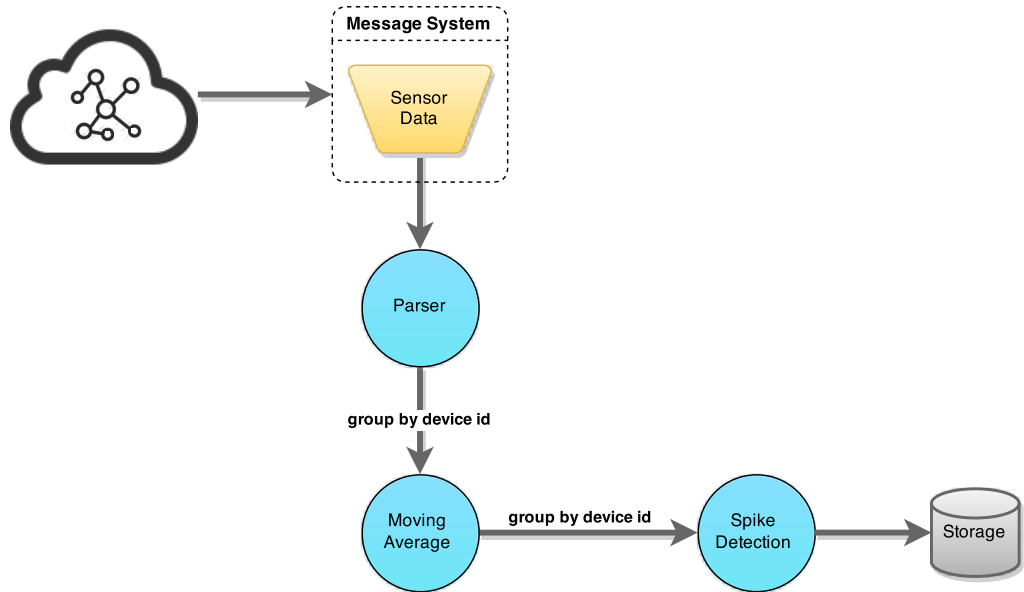 Message System
Sensor
Data
Parser
group by device id
Moving
Average
group by device id
Spike
Detection
Storage